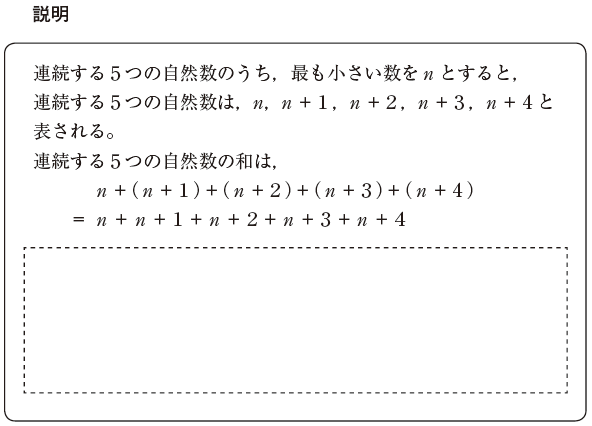 説明
連続する５つの自然数のうち，最も小さい数を n とすると，
連続する５つの自然数は，n，n＋１，n＋２，n＋３，n＋４と
表される。
連続する５つの自然数の和は，
n＋(n＋１)＋(n＋２)＋(n＋３)＋(n＋４)
＝ n＋n＋１＋n＋２＋n＋３＋n＋４